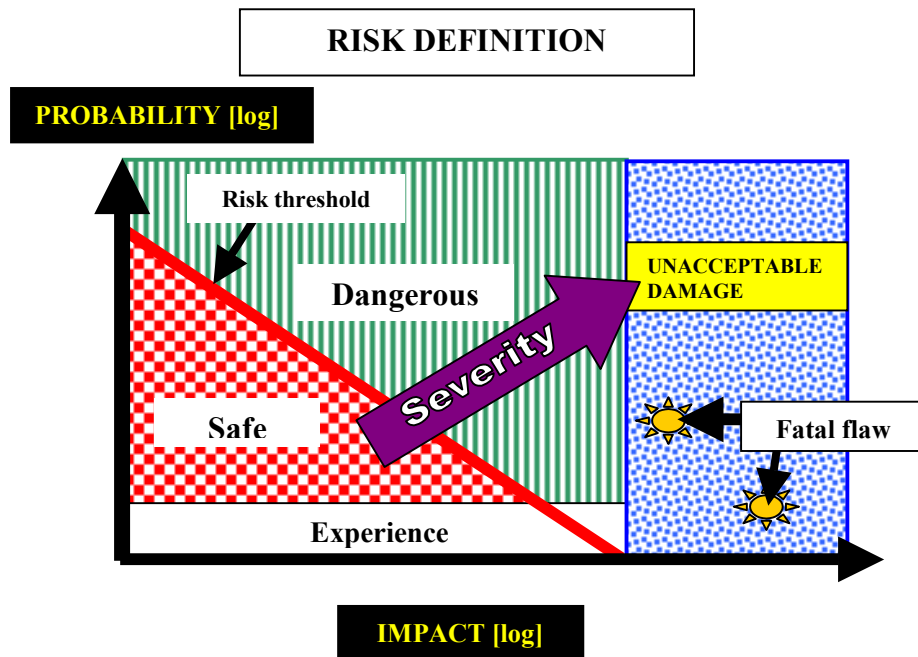 RISK DEFINITION
PROBABILITY [log]
Risk threshold
Dangerous
UNACCEPTABLE
DAMAGE
Severity
Safe
Fatal flaw
Experience
IMPACT [log]